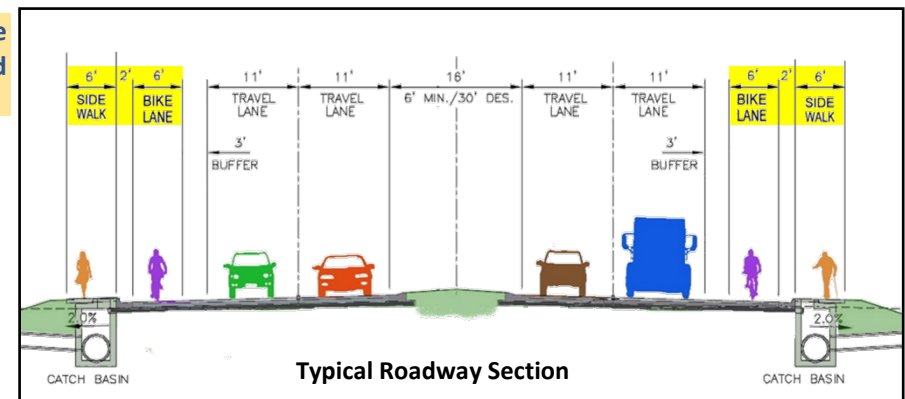 e
d
6' 2' 6' 11' 11' 16' 11' 11' 6' 2' 6'
SIDE WALK
BIKE LANE
TRAVEL LANE
TRAVEL LANE
6' MIN./30' DES.
TRAVEL LANE
TRAVEL LANE
BIKE LANE
SIDE WALK
3'
BUFFER
3'
BUFFER
2.0%
2.0%
CATCH BASIN
Typical Roadway Section
CATCH BASIN